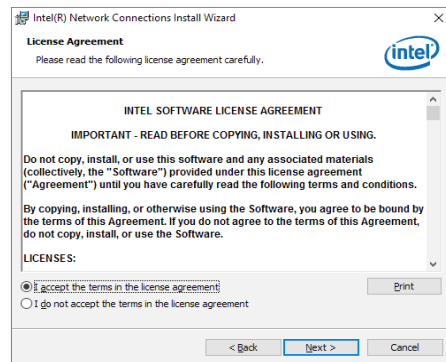 Intel(R) Network Connections Install Wizard
License Agreement
Please read the following license agreement carefully.
intel
INTEL SOFTWARE LICENSE AGREEMENT
IMPORTANT - READ BEFORE COPYING, INSTALLING OR USING.
Do not copy, install, or use this software and any associated materials
(collectively, the "Software") provided under this license agreement
("Agreement") until you have carefully read the following terms and conditions.
By copying, installing, or otherwise using the Software, you agree to be bound by
the terms of this Agreement. If you do not agree to the terms of this Agreement,
do not copy, install, or use the Software.
LICENSES:
I accept the terms in the license agreement
Print
I do not accept the terms in the license agreement
< Back
Next >
Cancel